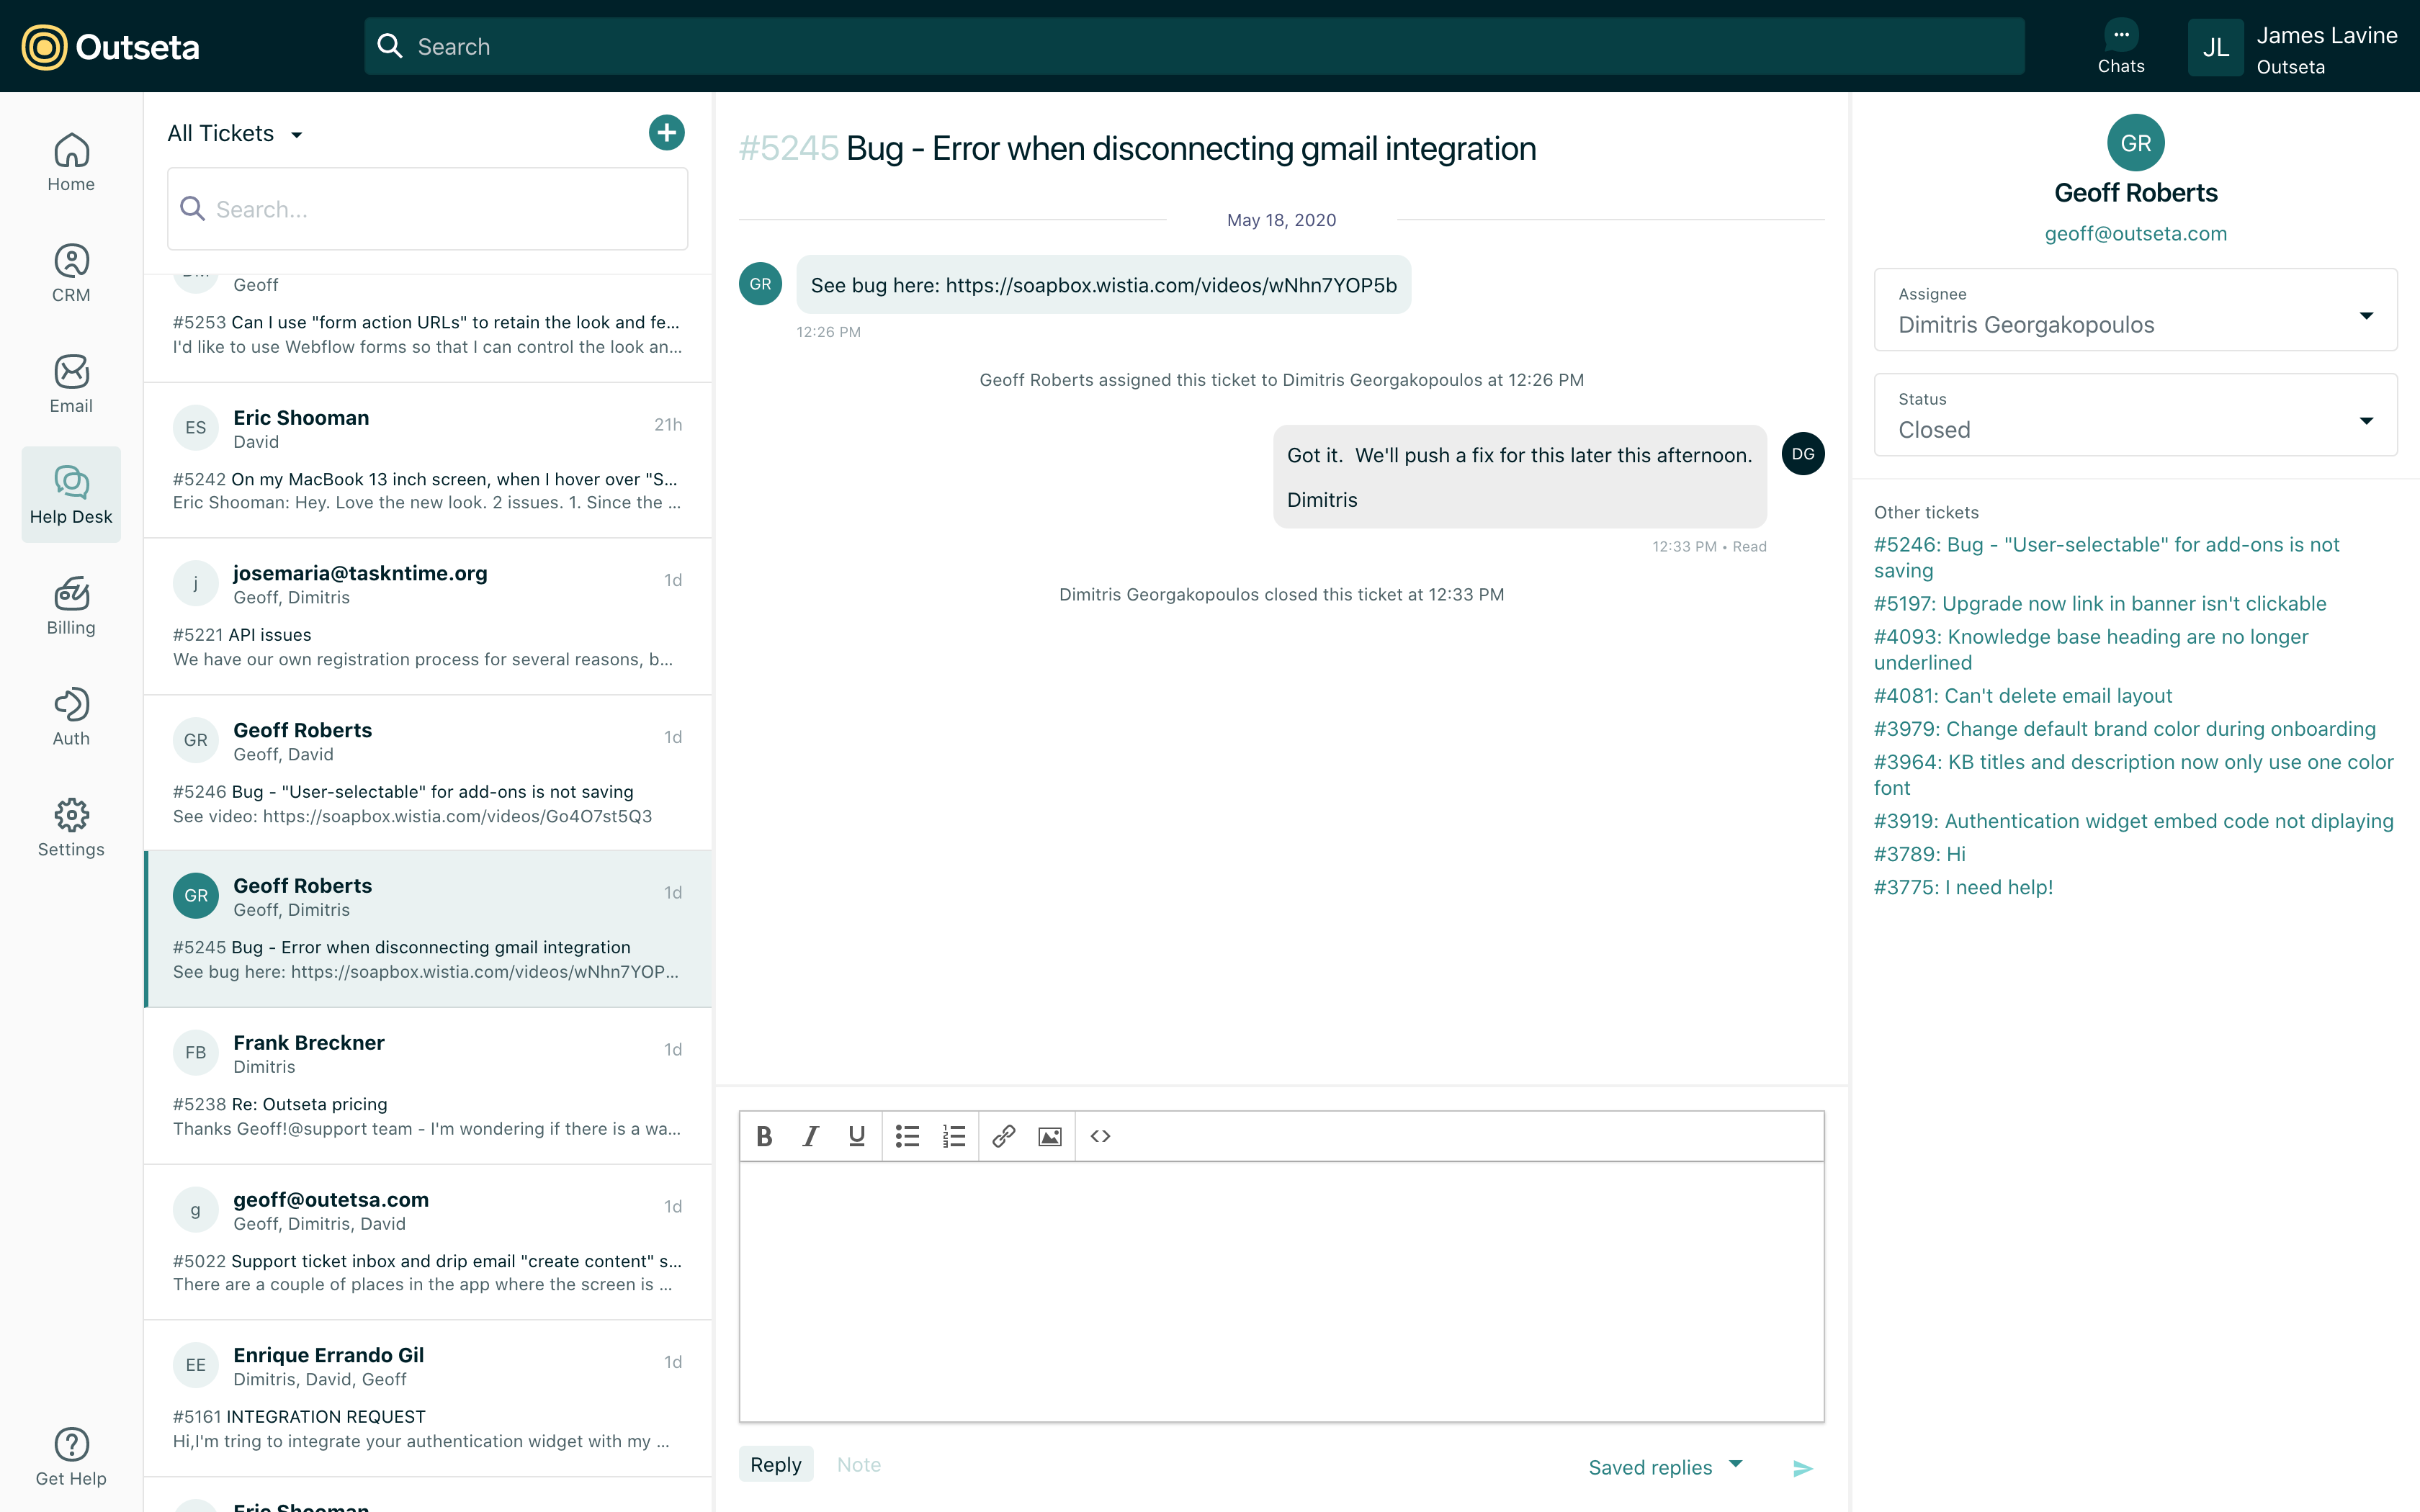 Outseta
Search
Chats
JL
James Lavine
Outseta
Home
CRM
Email
Help Desk
Billing
Auth
Settings
Get Help
All Tickets
Search...
Geoff
#5253 Can I use "form action URLs" to retain the look and fe...
I'd like to use Webflow forms so that I can control the look an...
ES
Eric Shooman
21h
David
#5242 On my MacBook 13 inch screen, when I hover over "S...
Eric Shooman: Hey. Love the new look. 2 issues. 1. Since the ...
j
josemaria@taskntime.org
1d
Geoff, Dimitris
#5221 API issues
We have our own registration process for several reasons, b...
GR
Geoff Roberts
1d
Geoff, David
#5246 Bug - "User-selectable" for add-ons is not saving
See video: https://soapbox.wistia.com/videos/Go4O7st5Q3
GR
Geoff Roberts
1d
Geoff, Dimitris
#5245 Bug - Error when disconnecting gmail integration
See bug here: https://soapbox.wistia.com/videos/wNhn7YOP...
FB
Frank Breckner
1d
Dimitris
#5238 Re: Outseta pricing
Thanks Geoff!@support team - I'm wondering if there is a wa...
g
geoff@outetsa.com
1d
Geoff, Dimitris, David
#5022 Support ticket inbox and drip email "create content" s...
There are a couple of places in the app where the screen is ...
EE
Enrique Errando Gil
1d
Dimitris, David, Geoff
#5161 INTEGRATION REQUEST
Hi,I'm tring to integrate your authentication widget with my ...
Eric Shooman
#5245 Bug - Error when disconnecting gmail integration
May 18, 2020
GR
See bug here: https://soapbox.wistia.com/videos/wNhn7YOP5b
12:26 PM
Geoff Roberts assigned this ticket to Dimitris Georgakopoulos at 12:26 PM
Got it. We'll push a fix for this later this afternoon.
Dimitris
DG
12:33 PM • Read
Dimitris Georgakopoulos closed this ticket at 12:33 PM
B I U
Reply
Note
Saved replies
GR
Geoff Roberts
geoff@outseta.com
Assignee
Dimitris Georgakopoulos
Status
Closed
Other tickets
#5246: Bug - "User-selectable" for add-ons is not
saving
#5197: Upgrade now link in banner isn't clickable
#4093: Knowledge base heading are no longer
underlined
#4081: Can't delete email layout
#3979: Change default brand color during onboarding
#3964: KB titles and description now only use one color
font
#3919: Authentication widget embed code not diplaying
#3789: Hi
#3775: I need help!